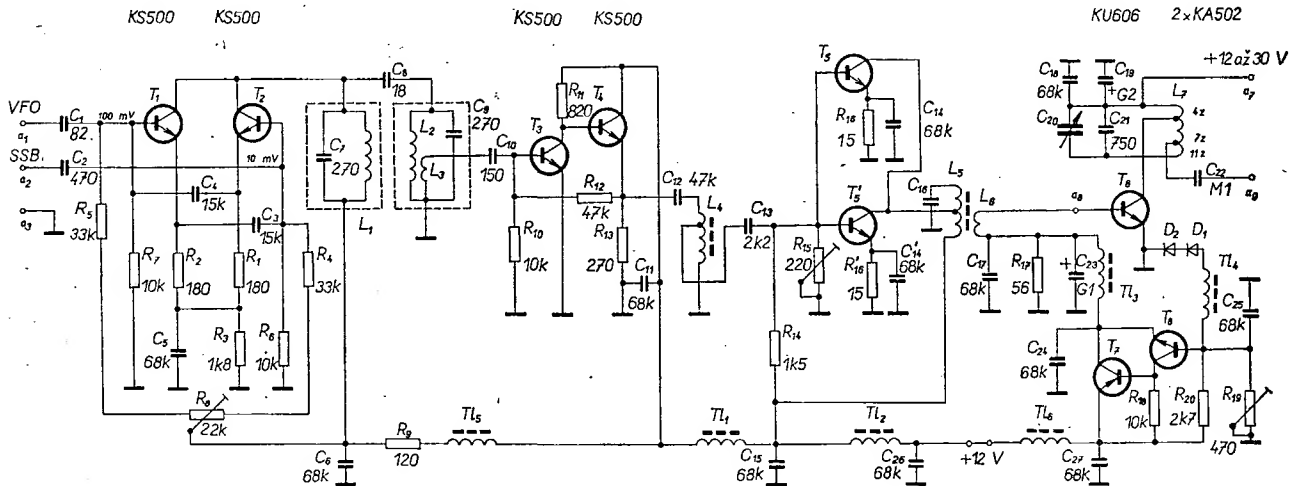 KS500 KS500 KS500 KS500 KU606 2×KA502
VFO
a₁
C₁
82
100 mV
T₁
T₂
SSB
a₂
C₂
470
10 mV
a₃
R₅
33k
C₄
15k
C₃
15k
R₇
10k
R₂
180
R₁
180
R₄
33k
C₅
68k
R₃
1k8
R₆
10k
R₈
22k
C₈
18
C₇
270
L₁
L₂
L₃
C₉
270
C₁₀
150
C₆
68k
R₉
120
Tl₅
R₁₁
820
T₃
T₄
R₁₂
47k
R₁₀
10k
R₁₃
270
C₁₁
68k
C₁₂
47k
L₄
C₁₃
2k2
Tl₁
T₅
R₁₆
15
C₁₄
68k
T₅'
R₁₅
220
R'₁₆
15
C₁₄'
68k
R₁₄
1k5
C₁₅
68k
Tl₂
C₁₆
L₅
L₆
C₂₆
68k
+12 V
Tl₆
a₈
C₁₇
68k
R₁₇
56
+
C₂₃
G1
Tl₃
C₂₄
68k
T₇
T₆
C₂₇
68k
R₁₈
10k
R₂₀
2k7
R₁₉
470
C₁₈
68k
C₁₉
+
G2
C₂₀
C₂₁
750
L₇
4z
7z
11z
+12 až 30 V
a₇
C₂₂
M1
a₉
T₈
D₂
D₁
Tl₄
C₂₅
68k